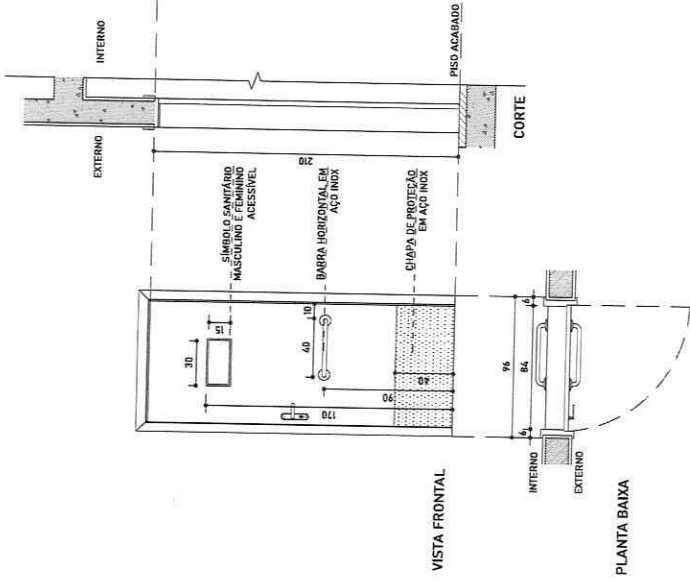 EXTERNO
INTERNO
210
PISO ACABADO
CORTE
SÍMBOLO SANITÁRIO
MASCULINO E FEMININO
ACESSÍVEL
BARRA HORIZONTAL EM
AÇO INOX
CHAPA DE PROTEÇÃO
EM AÇO INOX
30
15
40
10
170
90
40
VISTA FRONTAL
96
6
84
6
INTERNO
EXTERNO
PLANTA BAIXA